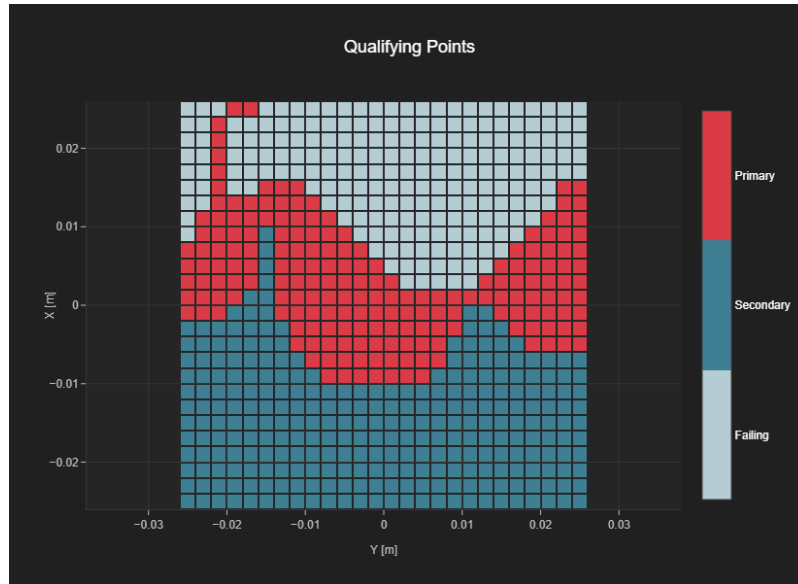 Qualifying Points
0.02
0.01
0
−0.01
−0.02
X [m]
−0.03
−0.02
−0.01
0
0.01
0.02
0.03
Y [m]
Primary
Secondary
Failing